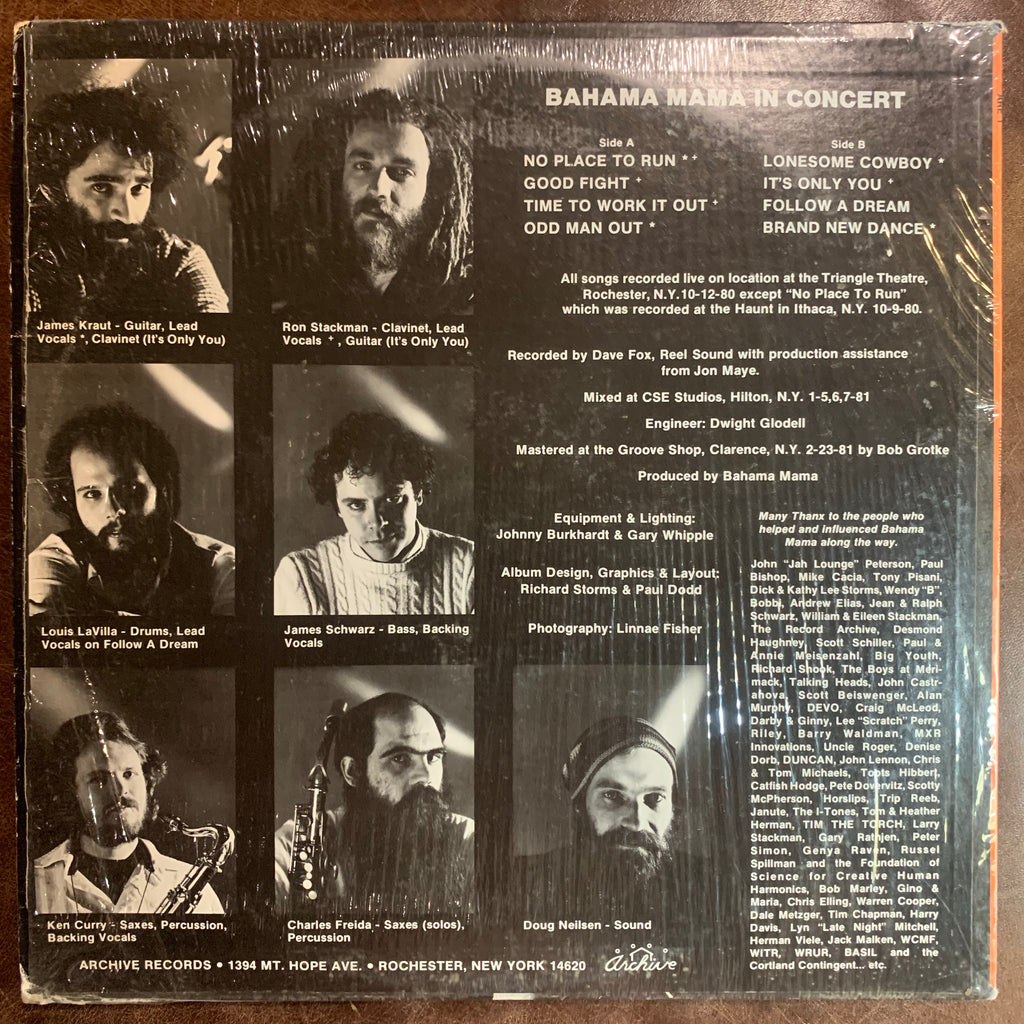 BAHAMA MAMA IN CONCERT
Side A
NO PLACE TO RUN * +
GOOD FIGHT +
TIME TO WORK IT OUT +
ODD MAN OUT *
Side B
LONESOME COWBOY *
IT'S ONLY YOU +
FOLLOW A DREAM
BRAND NEW DANCE *
All songs recorded live on location at the Triangle Theatre,
Rochester, N.Y. 10-12-80 except "No Place To Run"
which was recorded at the Haunt in Ithaca, N.Y. 10-9-80.
Recorded by Dave Fox, Reel Sound with production assistance
from Jon Maye.
Mixed at CSE Studios, Hilton, N.Y. 1-5,6,7-81
Engineer: Dwight Glodell
Mastered at the Groove Shop, Clarence, N.Y. 2-23-81 by Bob Grotke
Produced by Bahama Mama
Equipment & Lighting:
Johnny Burkhardt & Gary Whipple
Album Design, Graphics & Layout:
Richard Storms & Paul Dodd
Photography: Linnae Fisher
Many Thanx to the people who
helped and influenced Bahama
Mama along the way.
John "Jah Lounge" Peterson, Paul
Bishop, Mike Cacia, Tony Pisani,
Dick & Kathy Lee Storms, Wendy "B",
Bobbi, Andrew Elias, Jean & Ralph
Schwarz, William & Eileen Stackman,
The Record Archive, Desmond
Haughney, Scott Schiller, Paul &
Annie Meisenzahl, Big Youth,
Richard Shook, The Boys at Meri-
mack, Talking Heads, John Castr-
anova, Scott Beiswenger, Alan
Murphy, DEVO, Craig McLeod,
Darby & Ginny, Lee "Scratch" Perry,
Riley, Barry Waldman, MXR
Innovations, Uncle Roger, Denise
Dorb, DUNCAN, John Lennon, Chris
& Tom Michaels, Toots Hibbert,
Catfish Hodge, Pete Dovervitz, Scotty
McPherson, Horslips, Trip Reeb,
Janute, The I-Tones, Tom & Heather
Herman, TIM THE TORCH, Larry
Sackman, Gary Rathjen, Peter
Simon, Genya Raven, Russel
Spillman and the Foundation of
Science for Creative Human
Harmonics, Bob Marley, Gino &
Maria, Chris Elling, Warren Cooper,
Dale Metzger, Tim Chapman, Harry
Davis, Lyn "Late Night" Mitchell,
Herman Viele, Jack Malken, WCMF,
WITR, WRUR, BASIL and the
Cortland Contingent... etc.
James Kraut - Guitar, Lead
Vocals *, Clavinet (It's Only You)
Ron Stackman - Clavinet, Lead
Vocals + , Guitar (It's Only You)
Louis LaVilla - Drums, Lead
Vocals on Follow A Dream
James Schwarz - Bass, Backing
Vocals
Ken Curry - Saxes, Percussion,
Backing Vocals
Charles Freida - Saxes (solos),
Percussion
Doug Neilsen - Sound
ARCHIVE RECORDS • 1394 MT. HOPE AVE. • ROCHESTER, NEW YORK 14620
Archive